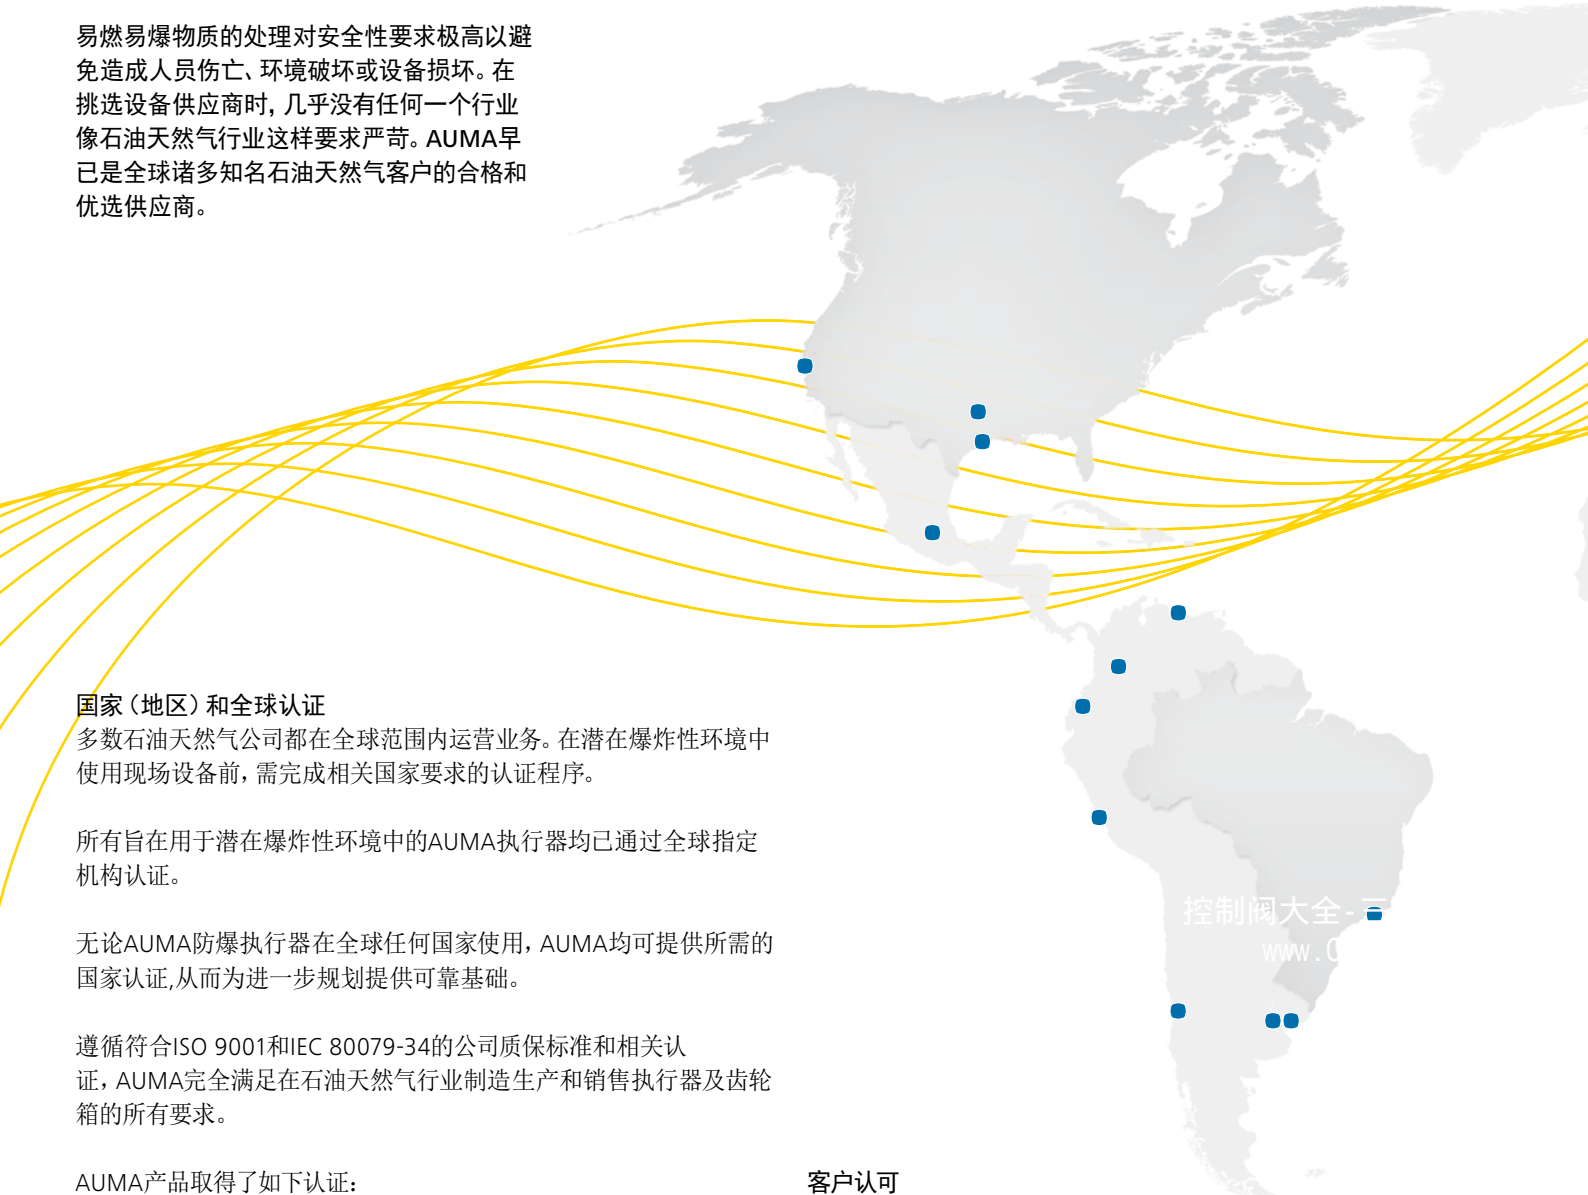 易燃易爆物质的处理对安全性要求极高以避
免造成人员伤亡、环境破坏或设备损坏。在
挑选设备供应商时，几乎没有任何一个行业
像石油天然气行业这样要求严苛。AUMA早
已是全球诸多知名石油天然气客户的合格和
优选供应商。
国家（地区）和全球认证
多数石油天然气公司都在全球范围内运营业务。在潜在爆炸性环境中
使用现场设备前，需完成相关国家要求的认证程序。
所有旨在用于潜在爆炸性环境中的AUMA执行器均已通过全球指定
机构认证。
无论AUMA防爆执行器在全球任何国家使用，AUMA均可提供所需的
国家认证,从而为进一步规划提供可靠基础。
遵循符合ISO 9001和IEC 80079-34的公司质保标准和相关认
证，AUMA完全满足在石油天然气行业制造生产和销售执行器及齿轮
箱的所有要求。
AUMA产品取得了如下认证：
客户认可
控制阀大全-
www.